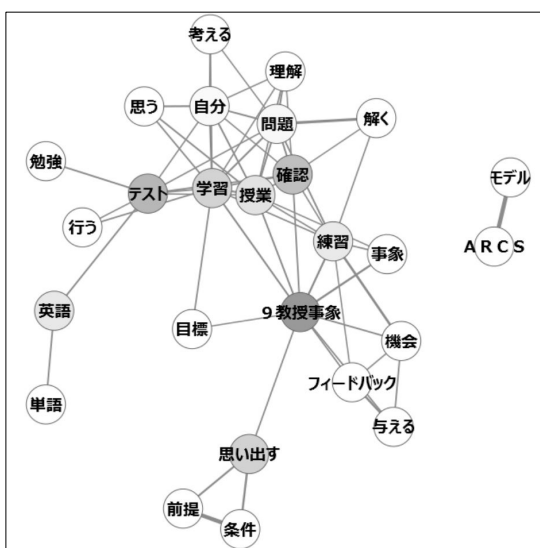 考える
理解
思う
自分
問題
解く
勉強
確認
テスト
学習
授業
モデル
行う
練習
ＡＲＣＳ
事象
英語
９教授事象
目標
機会
フィードバック
単語
与える
思い出す
前提
条件